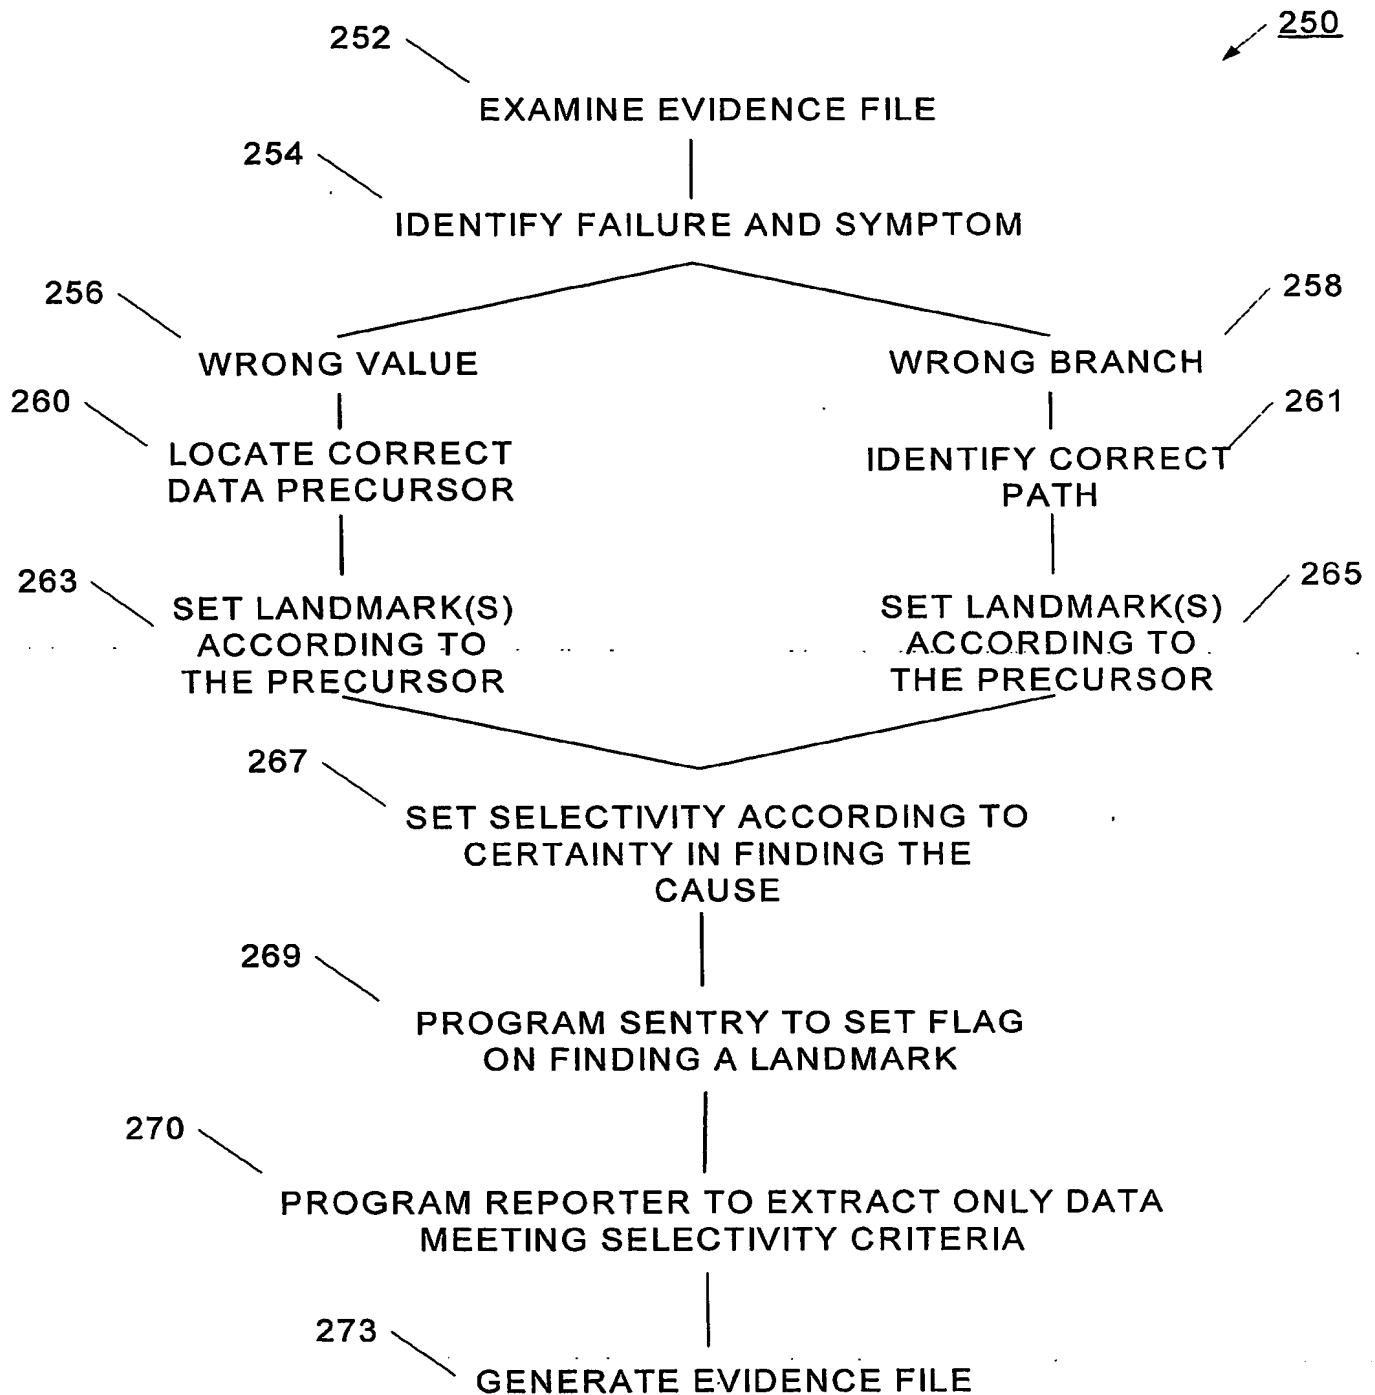 250
252
EXAMINE EVIDENCE FILE
254
IDENTIFY FAILURE AND SYMPTOM
256
258
WRONG VALUE
WRONG BRANCH
260
261
LOCATE CORRECT
DATA PRECURSOR
IDENTIFY CORRECT
PATH
263
265
SET LANDMARK(S)
ACCORDING TO
THE PRECURSOR
SET LANDMARK(S)
ACCORDING TO
THE PRECURSOR
267
SET SELECTIVITY ACCORDING TO
CERTAINTY IN FINDING THE
CAUSE
269
PROGRAM SENTRY TO SET FLAG
ON FINDING A LANDMARK
270
PROGRAM REPORTER TO EXTRACT ONLY DATA
MEETING SELECTIVITY CRITERIA
273
GENERATE EVIDENCE FILE